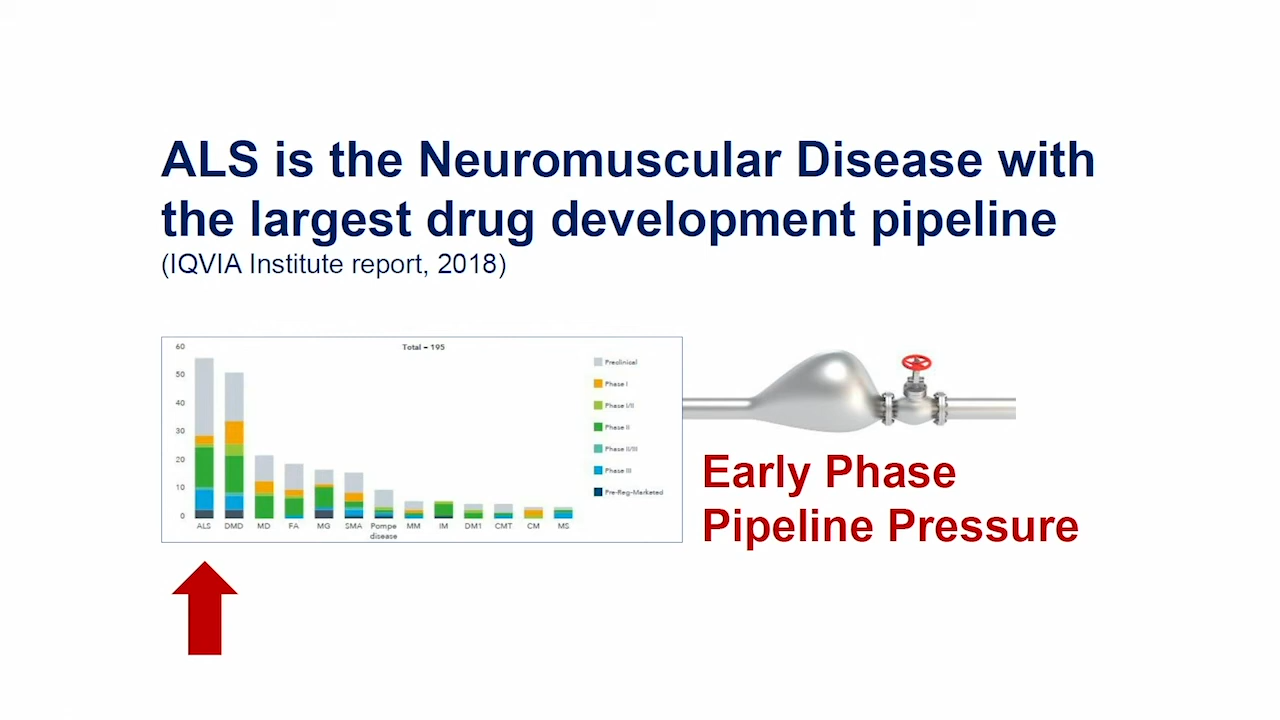 ALS is the Neuromuscular Disease with
the largest drug development pipeline
(IQVIA Institute report, 2018)
Total = 195
60
50
40
30
20
10
0
ALS DMD MD FA MG SMA Pompe disease MM IM DM1 CMT CM MS
Preclinical
Phase I
Phase I/II
Phase II
Phase II/III
Phase III
Pre-Reg-Marketed
Early Phase
Pipeline Pressure